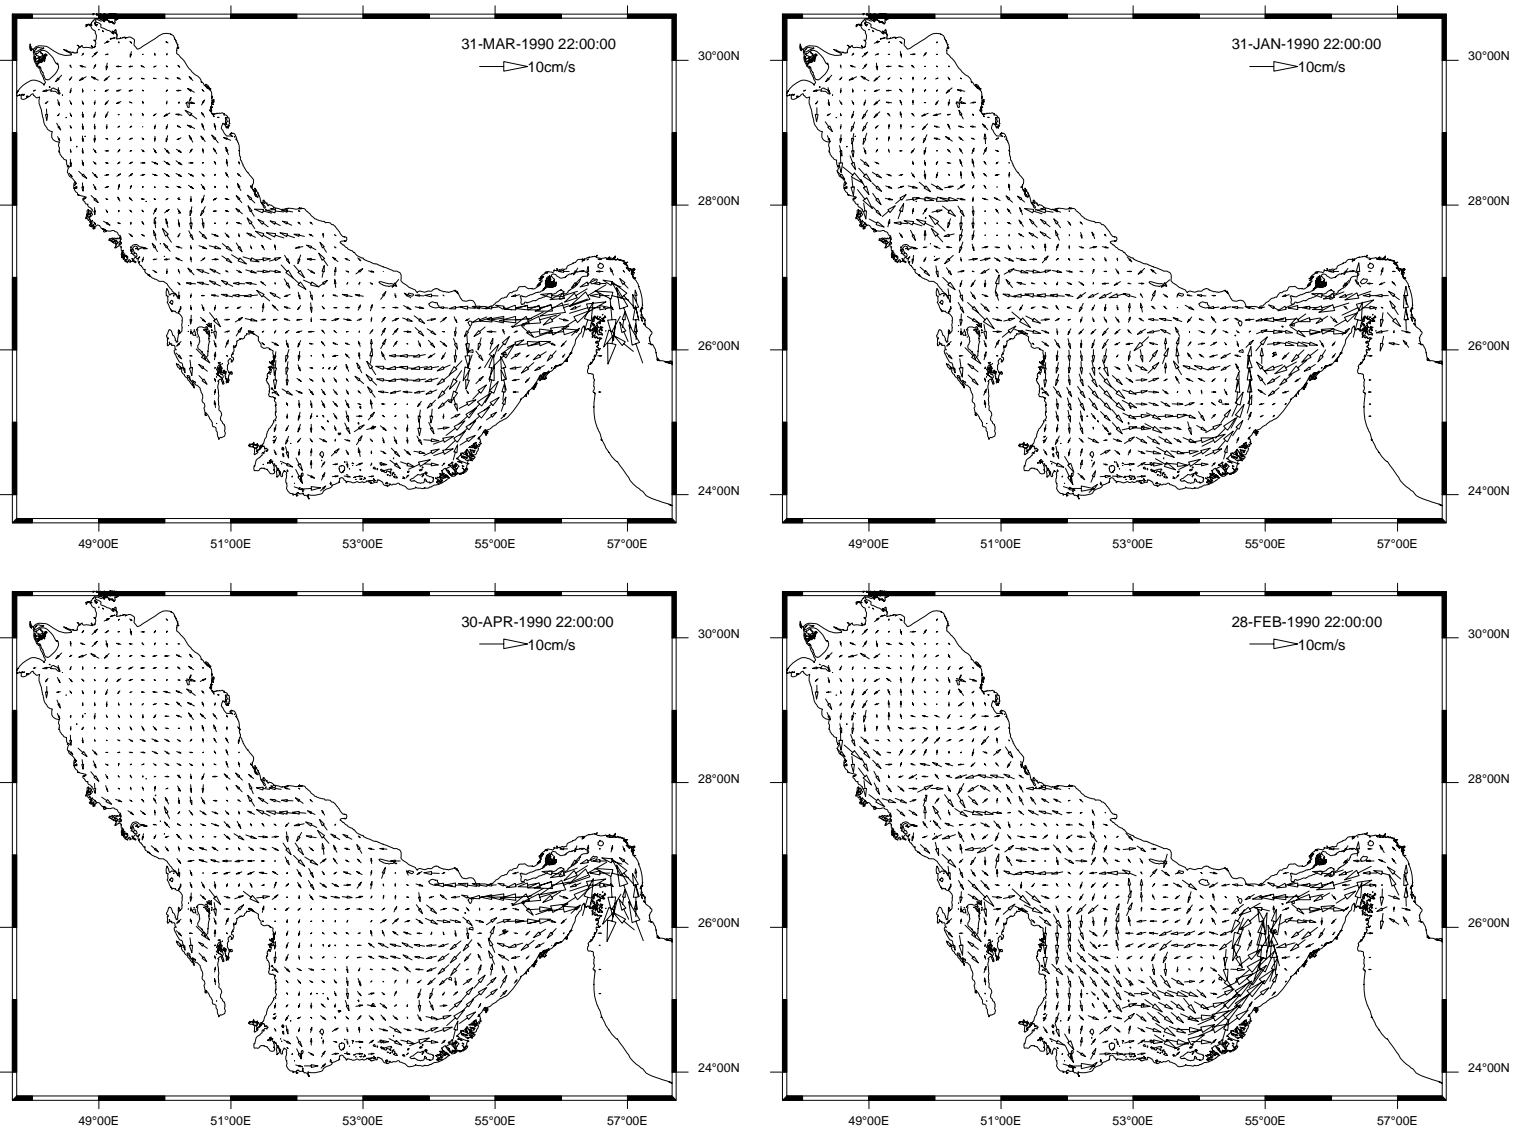 31-MAR-1990 22:00:00
10cm/s
30°00N
28°00N
26°00N
24°00N
49°00E 51°00E 53°00E 55°00E 57°00E
31-JAN-1990 22:00:00
10cm/s
30°00N
28°00N
26°00N
24°00N
49°00E 51°00E 53°00E 55°00E 57°00E
30-APR-1990 22:00:00
10cm/s
30°00N
28°00N
26°00N
24°00N
49°00E 51°00E 53°00E 55°00E 57°00E
28-FEB-1990 22:00:00
10cm/s
30°00N
28°00N
26°00N
24°00N
49°00E 51°00E 53°00E 55°00E 57°00E